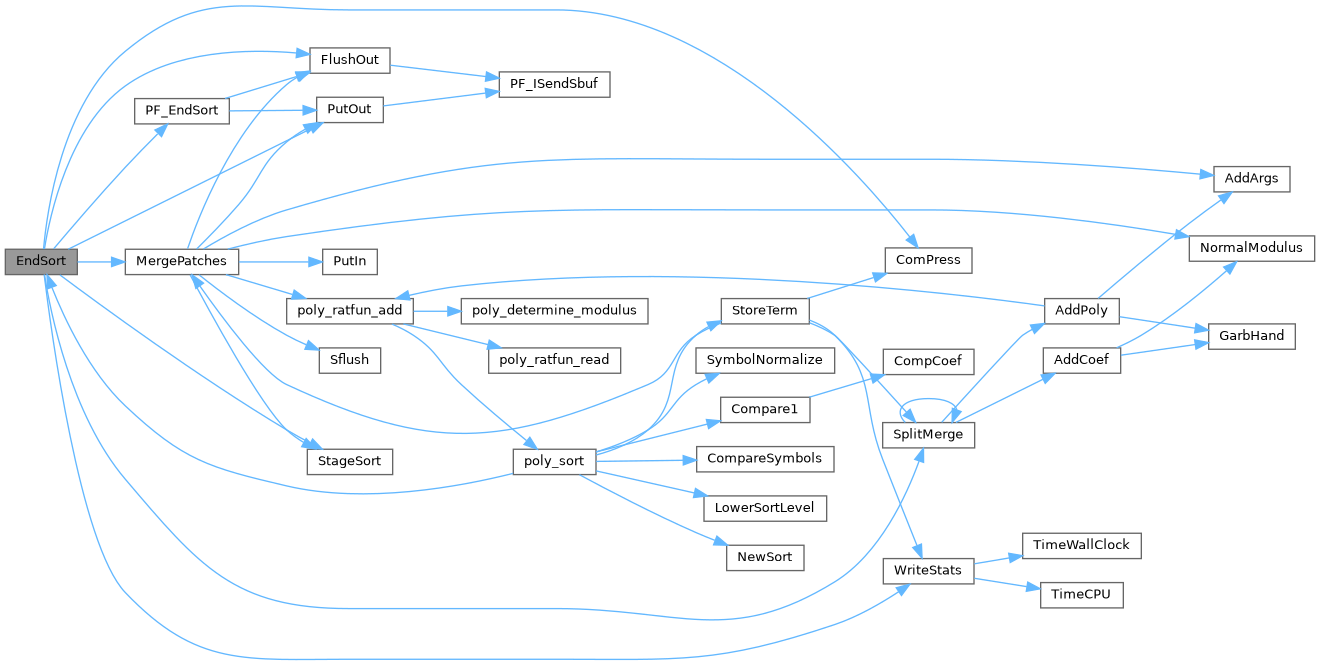 EndSort
PF_EndSort
MergePatches
FlushOut
PutOut
PutIn
poly_ratfun_add
Sflush
StageSort
PF_ISendSbuf
poly_determine_modulus
poly_ratfun_read
poly_sort
StoreTerm
SymbolNormalize
Compare1
CompareSymbols
LowerSortLevel
NewSort
ComPress
CompCoef
SplitMerge
WriteStats
AddPoly
AddCoef
TimeWallClock
TimeCPU
AddArgs
NormalModulus
GarbHand